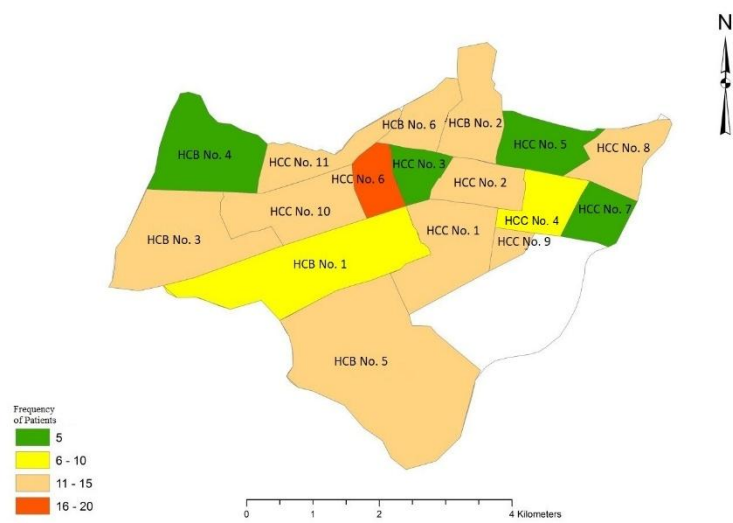 N
HCB No. 2
HCB No. 6
HCC No. 5
HCC No. 8
HCB No. 4
HCC No. 11
HCC No. 3
HCC No. 6
HCC No. 2
HCC No. 7
HCC No. 10
HCC No. 4
HCC No. 1
HCB No. 3
HCC No. 9
HCB No. 1
HCB No. 5
Frequency
of Patients
5
6 - 10
11 - 15
16 - 20
0 1 2 4 Kilometers